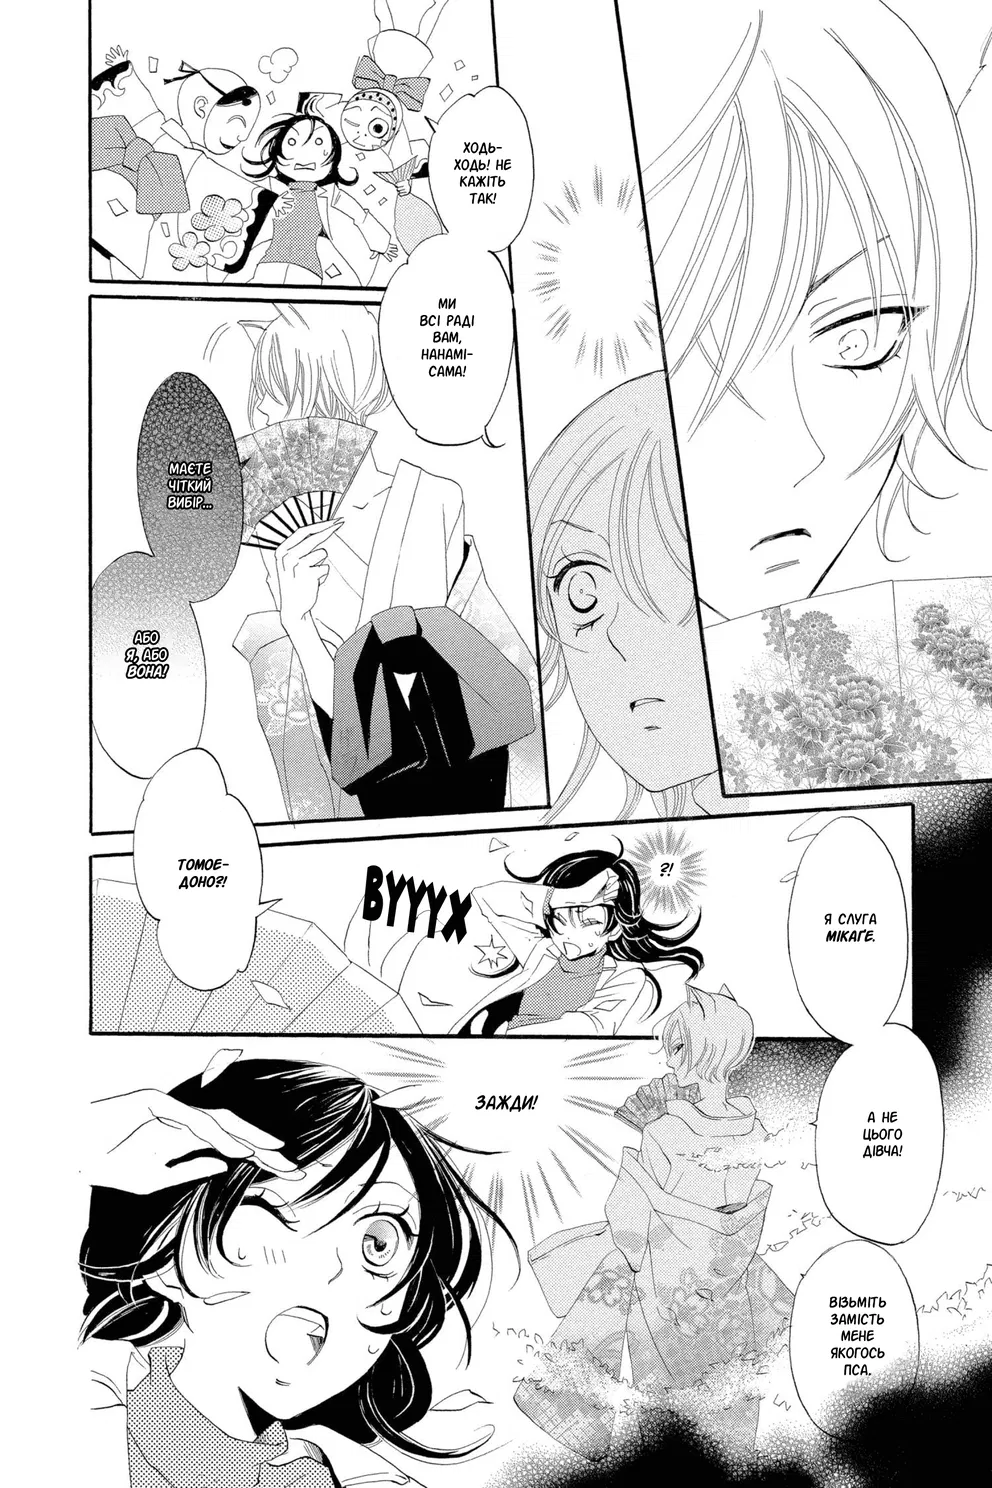 ХОДЬ-
ХОДЬ! НЕ
КАЖІТЬ
ТАК!
МИ
ВСІ РАДІ
ВАМ,
НАНАМІ-
САМА!
МАЄТЕ
ЧІТКИЙ
ВИБІР...
АБО
Я, АБО
ВОНА!
ТОМОЕ-
ДОНО?!
ВУУУХ
?!
Я СЛУГА
МІКАҐЕ.
А НЕ
ЦЬОГО
ДІВЧА!
ВІЗЬМІТЬ
ЗАМІСТЬ
МЕНЕ
ЯКОГОСЬ
ПСА.
ЗАЖДИ!